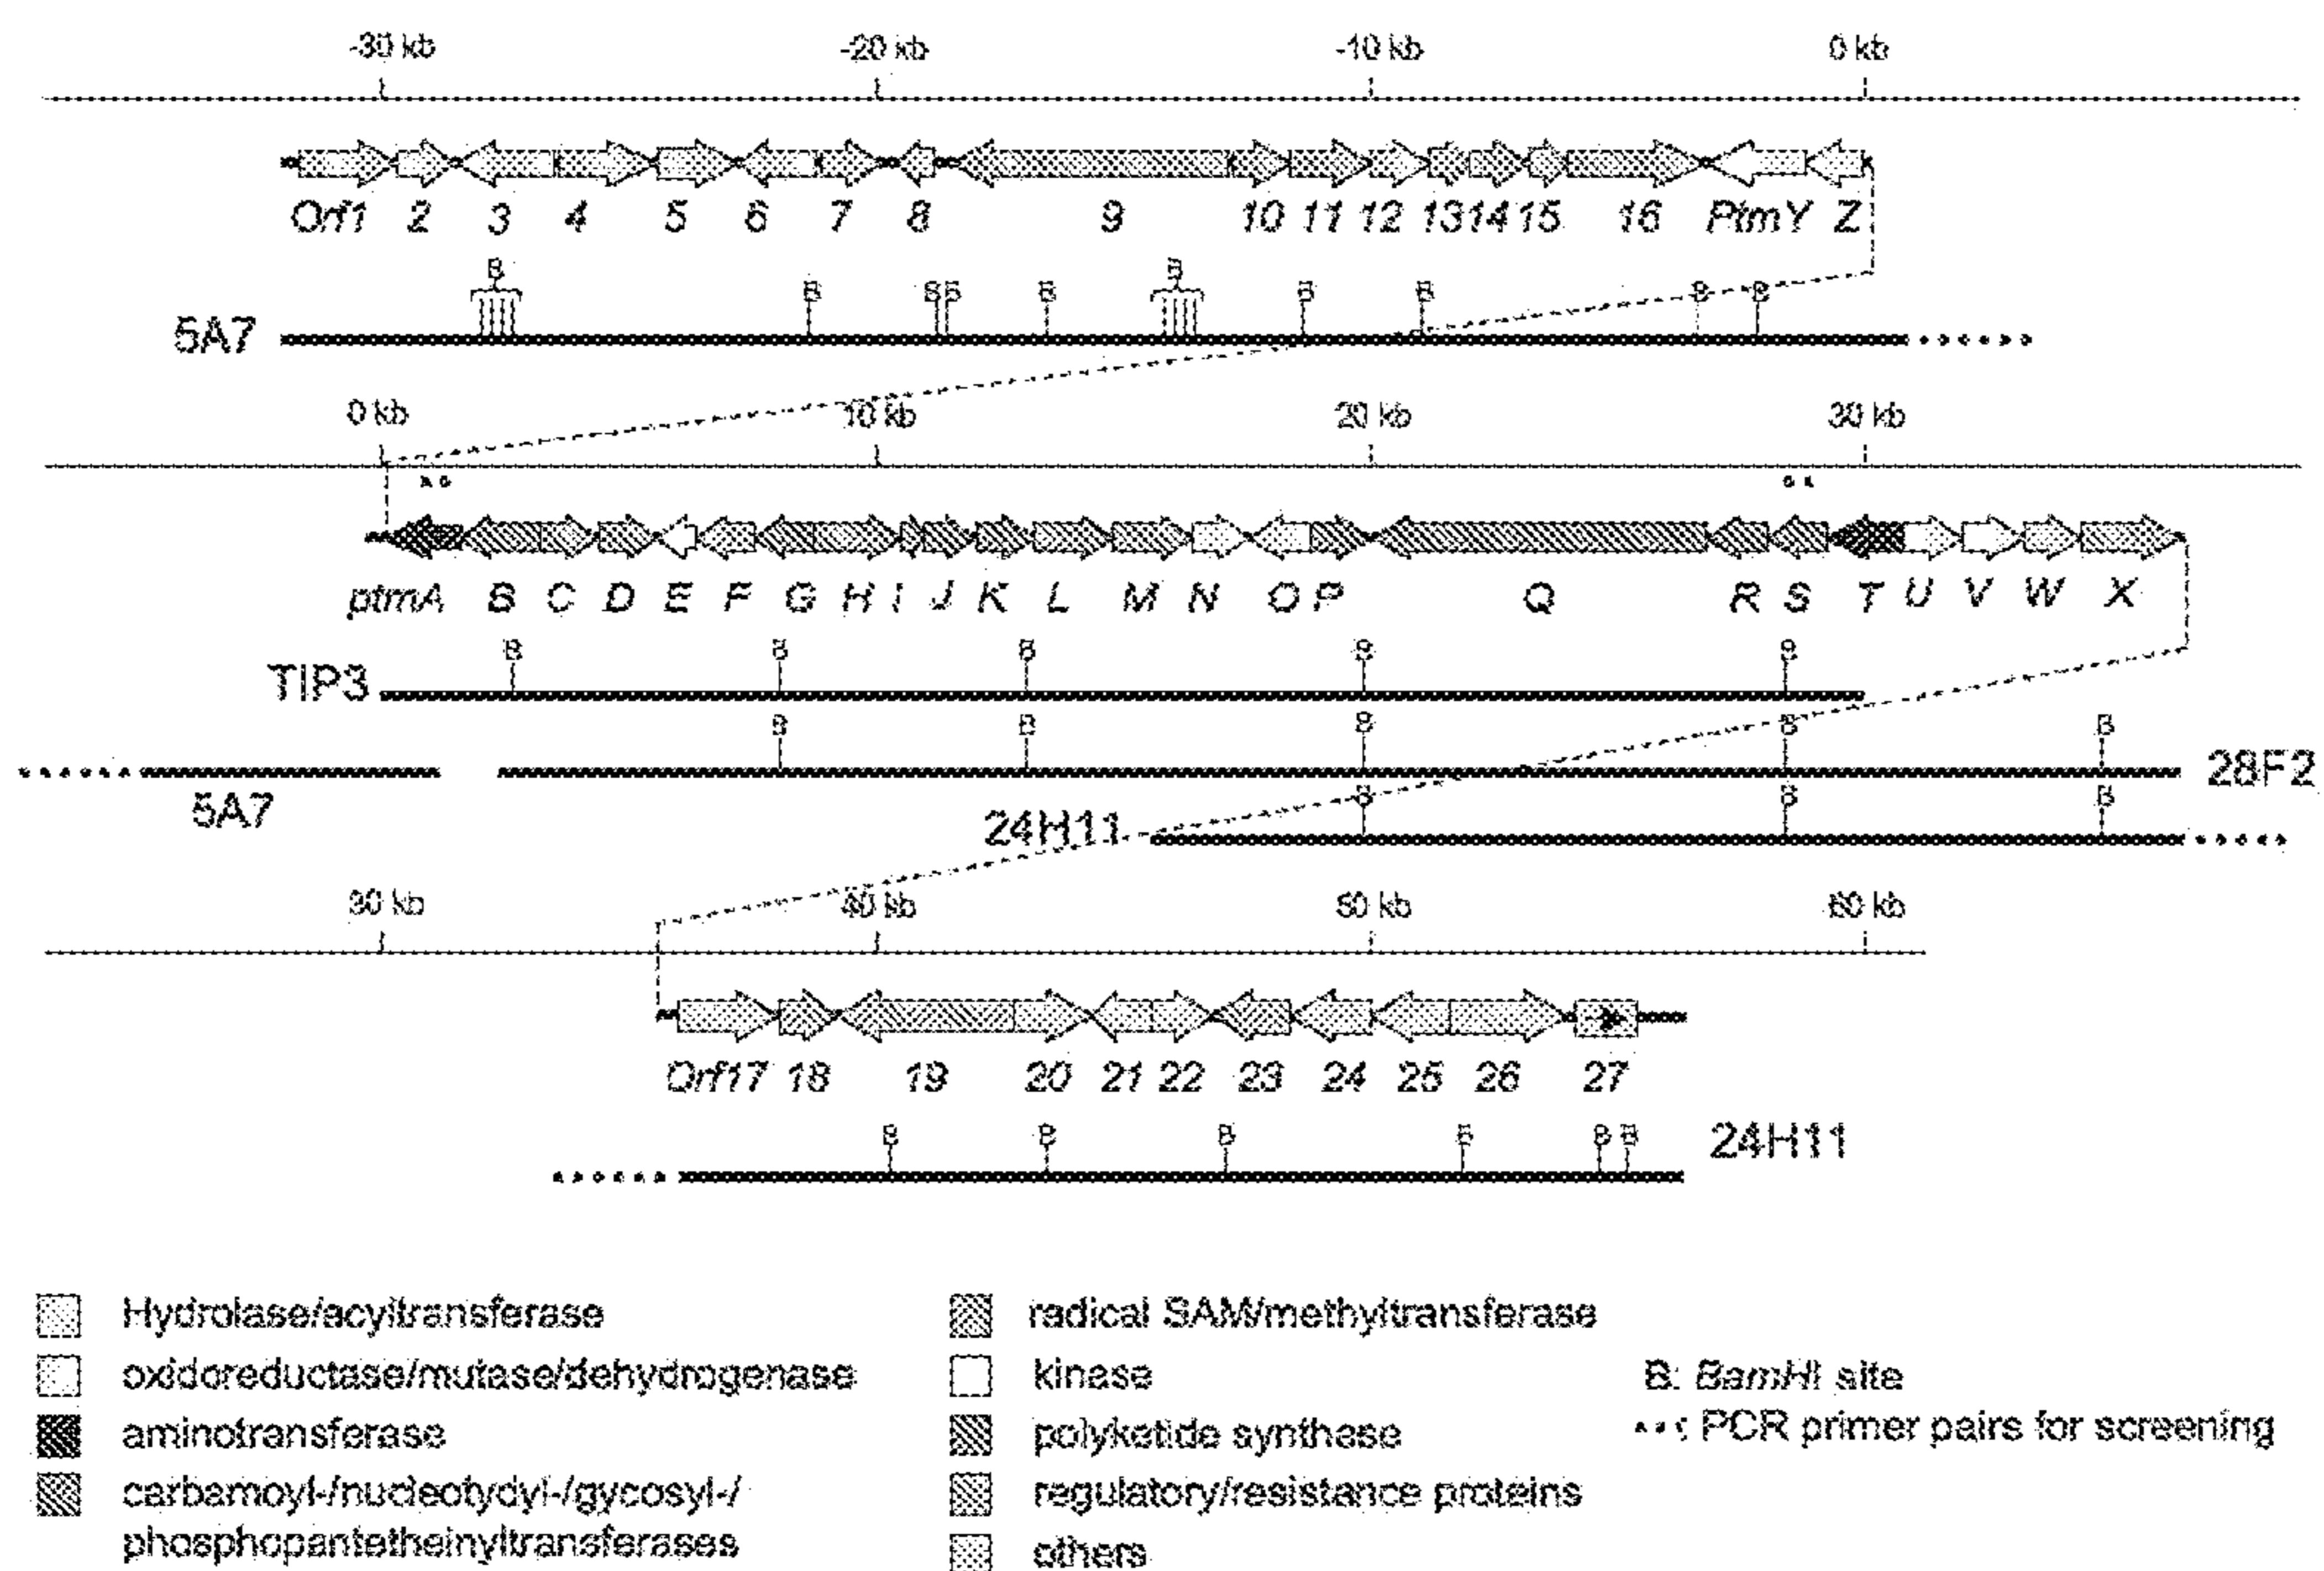 -30 kb -20 kb -10 kb 0 kb
Orf1 2 3 4 5 6 7 8 9 10 11 12 13 14 15 16 PtmY Z
B B B B B B B B B B
5A7
0 kb 10 kb 20 kb 30 kb
ptmA B C D E F G H I J K L M N O P Q R S T U V W X
B B B B B
TIP3
B B B B B
28F2
5A7
B B B
24H11
30 kb 40 kb 50 kb 60 kb
Orf17 18 19 20 21 22 23 24 25 26 27
B B B B B B
24H11
Hydrolase/acyltransferase
oxidoreductase/mutase/dehydrogenase
aminotransferase
carbamoyl-/nucleotydyl-/gycosyl-/
phosphopantetheinyltransferases
radical SAM/methyltransferase
kinase
polyketide synthese
regulatory/resistance proteins
others
B: BamHI site
: PCR primer pairs for screening